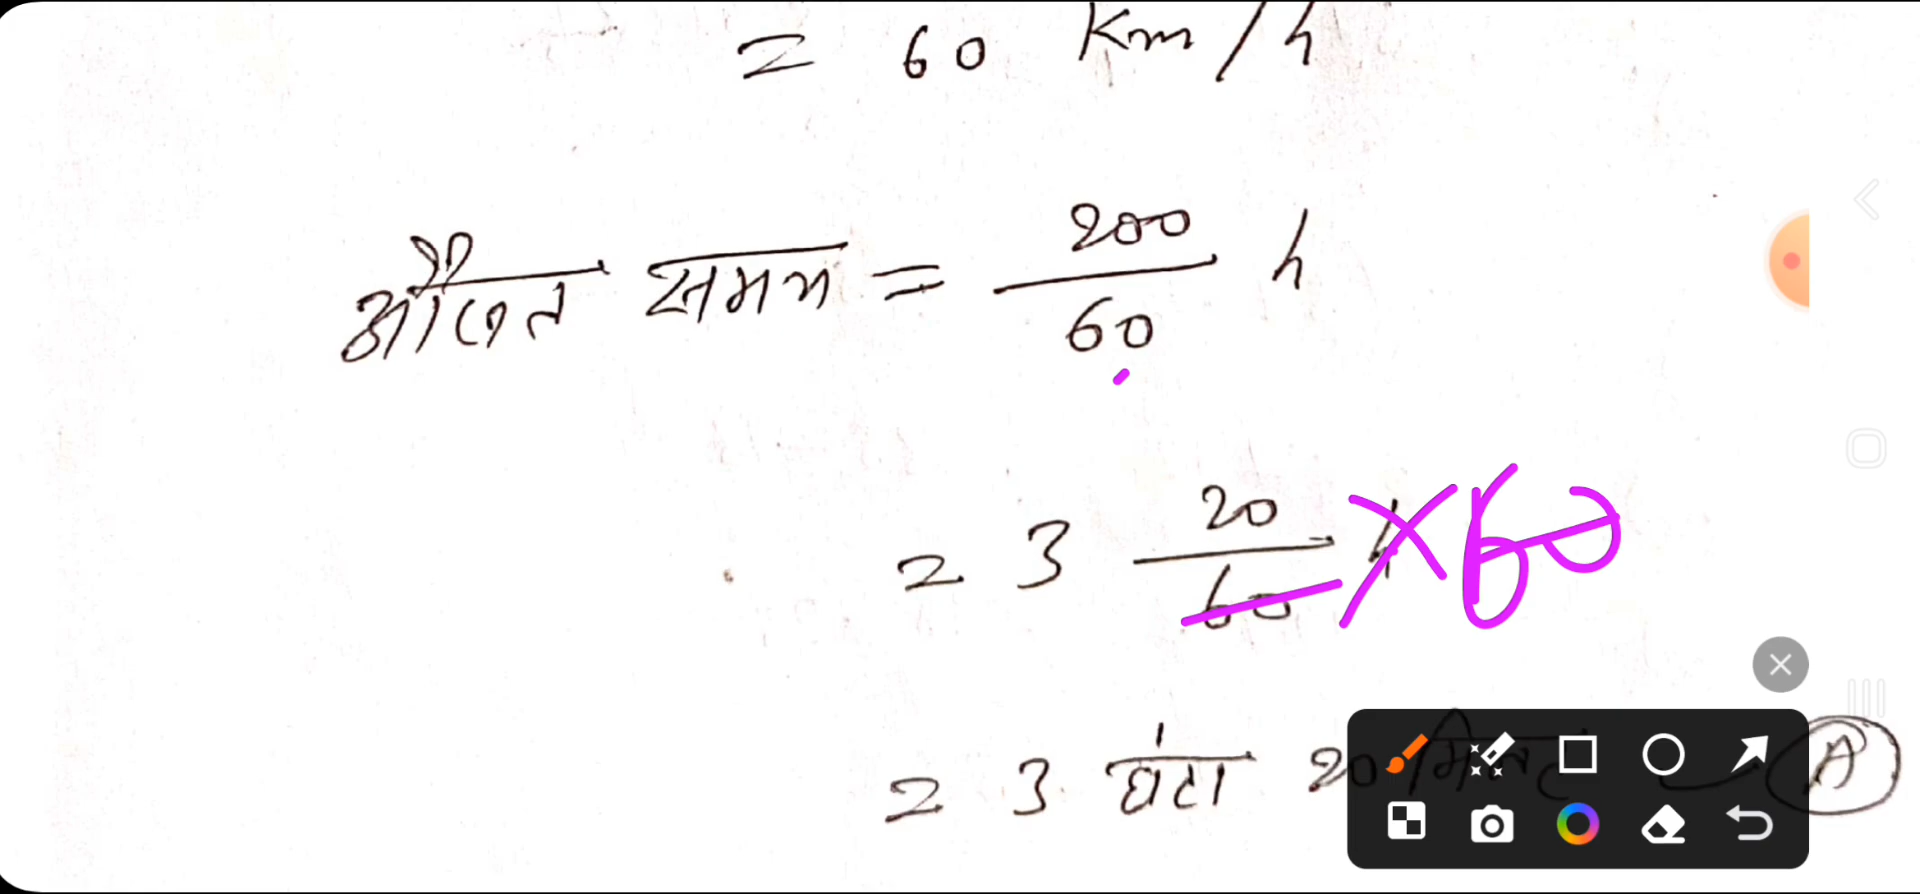 = 60 Km/h
औसत समय = 200/60 h
= 3 20/60 h × 60
= 3 घंटा 20 मिनट A